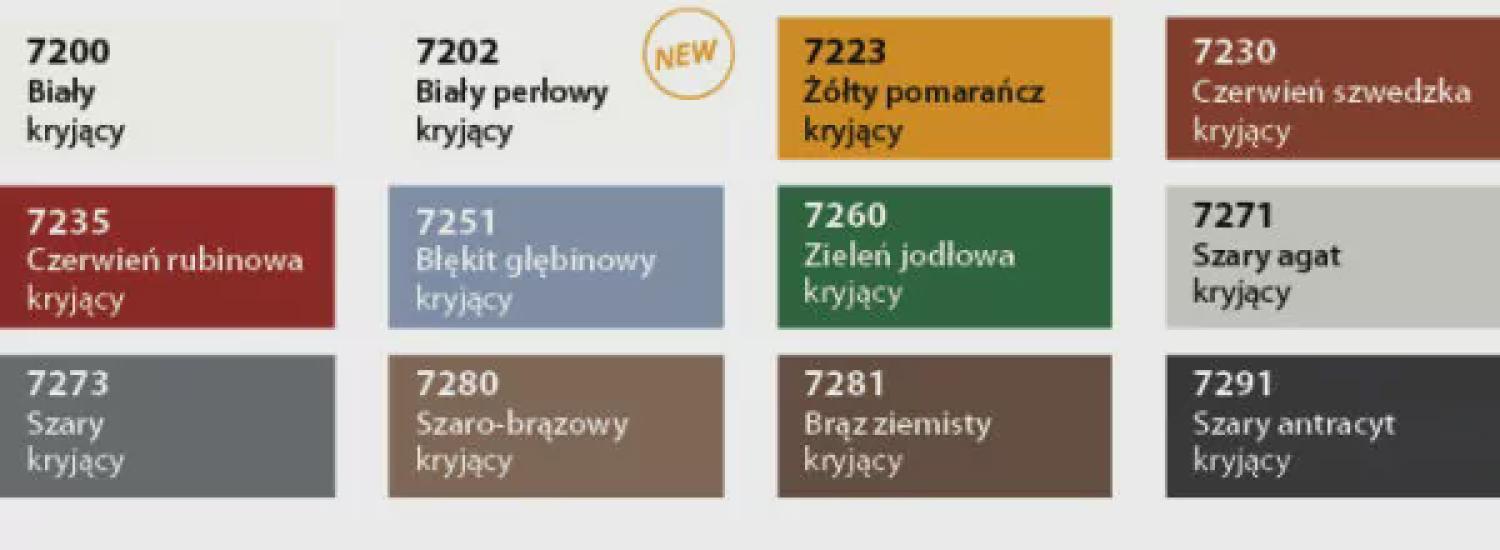 7200
Biały
kryjący
7202
Biały perłowy
kryjący
NEW
7223
Żółty pomarańcz
kryjący
7230
Czerwień szwedzka
kryjący
7235
Czerwień rubinowa
kryjący
7251
Błękit głębinowy
kryjący
7260
Zieleń jodłowa
kryjący
7271
Szary agat
kryjący
7273
Szary
kryjący
7280
Szaro-brązowy
kryjący
7281
Brąz ziemisty
kryjący
7291
Szary antracyt
kryjący